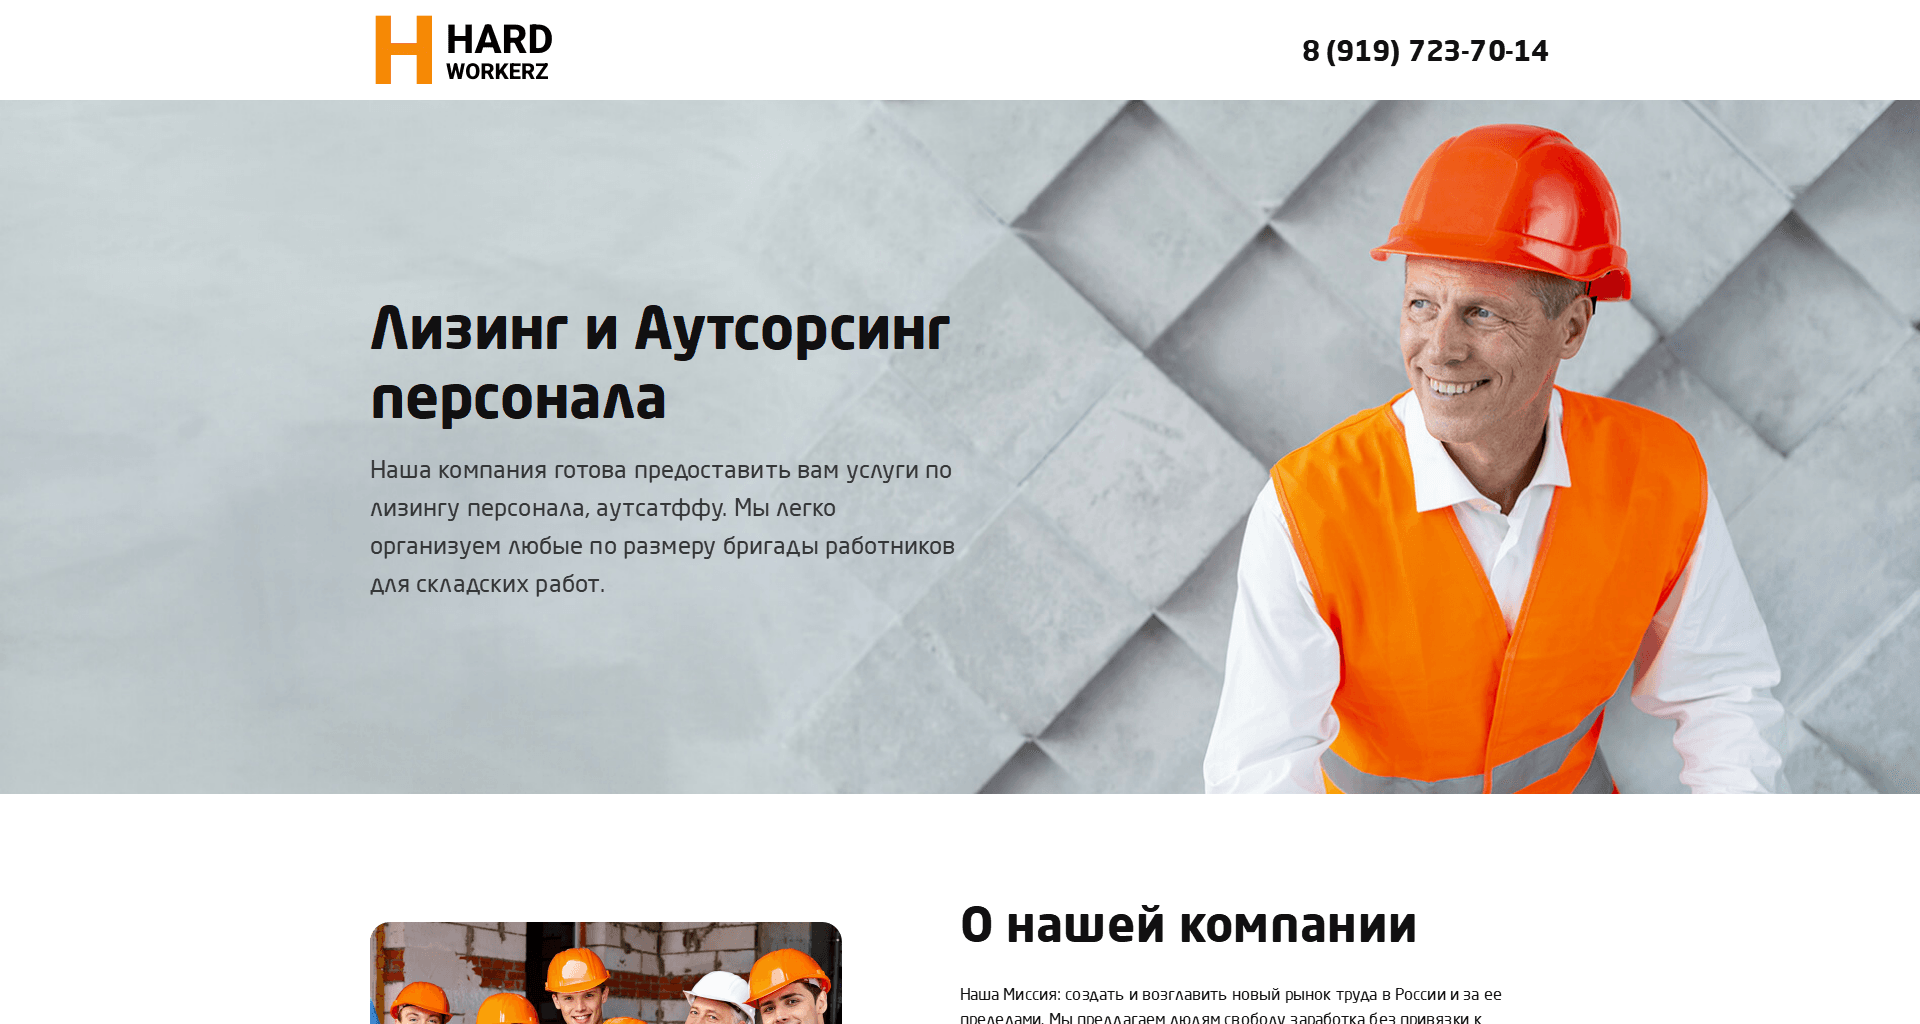 HARD
WORKERZ
8 (919) 723-70-14
Лизинг и Аутсорсинг
персонала
Наша компания готова предоставить вам услуги по
лизингу персонала, аутсатффу. Мы легко
организуем любые по размеру бригады работников
для складских работ.
О нашей компании
Наша Миссия: создать и возглавить новый рынок труда в России и за ее
пределами. Мы предлагаем людям свободу заработка без привязки к